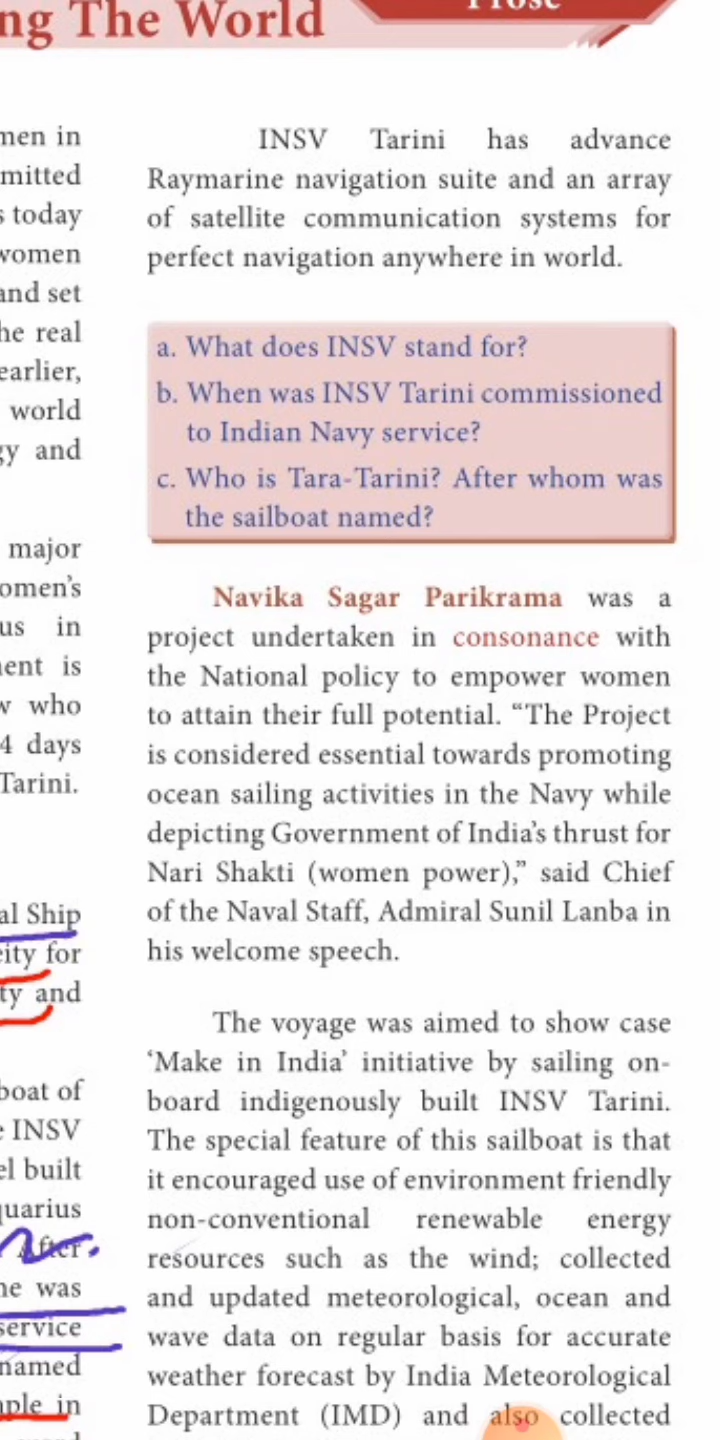 ng The World
Prose
men in
mitted
s today
women
and set
he real
earlier,
world
gy and
major
omen's
us in
nent is
w who
4 days
Tarini.
al Ship
eity for
ty and
boat of
e INSV
el built
quarius
After
ne was
service
named
mple in
INSV Tarini has advance
Raymarine navigation suite and an array
of satellite communication systems for
perfect navigation anywhere in world.
a. What does INSV stand for?
b. When was INSV Tarini commissioned
to Indian Navy service?
c. Who is Tara-Tarini? After whom was
the sailboat named?
Navika Sagar Parikrama was a
project undertaken in consonance with
the National policy to empower women
to attain their full potential. “The Project
is considered essential towards promoting
ocean sailing activities in the Navy while
depicting Government of India's thrust for
Nari Shakti (women power),” said Chief
of the Naval Staff, Admiral Sunil Lanba in
his welcome speech.
The voyage was aimed to show case
‘Make in India’ initiative by sailing on-
board indigenously built INSV Tarini.
The special feature of this sailboat is that
it encouraged use of environment friendly
non-conventional renewable energy
resources such as the wind; collected
and updated meteorological, ocean and
wave data on regular basis for accurate
weather forecast by India Meteorological
Department (IMD) and also collected